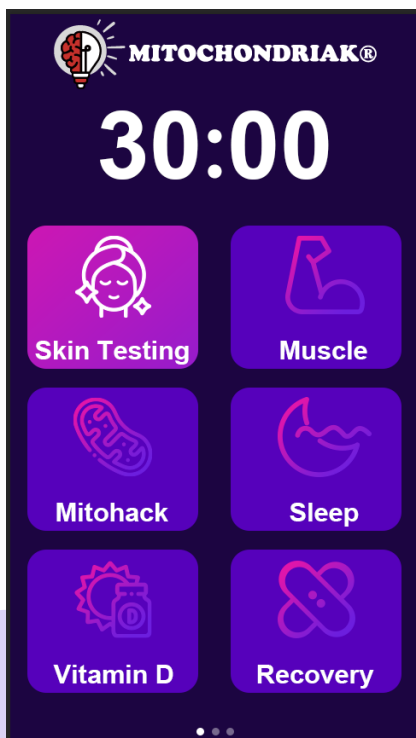 MITOCHONDRIAK®
30:00
Skin Testing
Muscle
Mitohack
Sleep
Vitamin D
Recovery
D